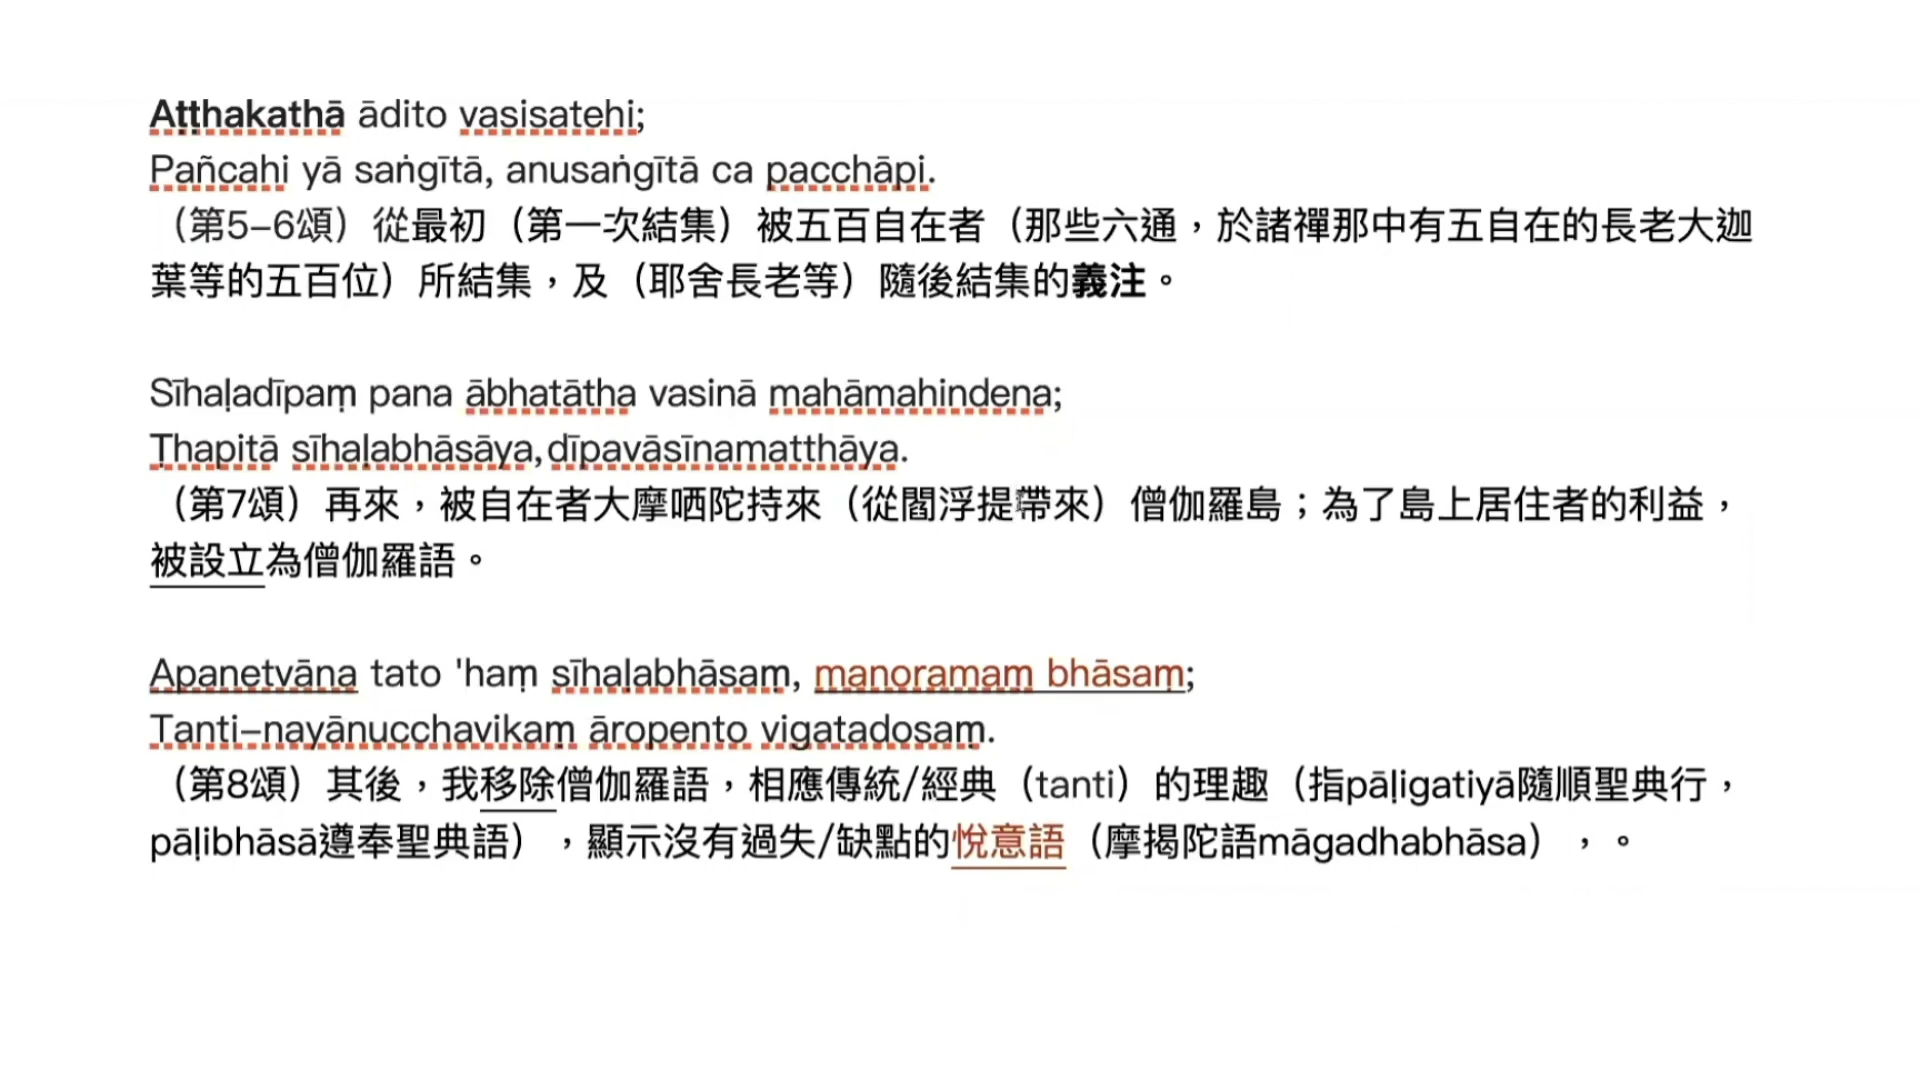 Aṭṭhakathā ādito vasisatehi;
Pañcahi yā saṅgītā, anusaṅgītā ca pacchāpi.
（第5–6頌）從最初（第一次結集）被五百自在者（那些六通，於諸禪那中有五自在的長老大迦
葉等的五百位）所結集，及（耶舍長老等）隨後結集的義注。
Sīhaḷadīpaṃ pana ābhatātha vasinā mahāmahindena;
Ṭhapitā sīhaḷabhāsāya, dīpavāsīnamatthāya.
（第7頌）再來，被自在者大摩哂陀持來（從閻浮提帶來）僧伽羅島；為了島上居住者的利益，
被設立為僧伽羅語。
Apanetvāna tato 'haṃ sīhaḷabhāsaṃ, manoramaṃ bhāsaṃ;
Tanti–nayānucchavikaṃ āropento vigatadosaṃ.
（第8頌）其後，我移除僧伽羅語，相應傳統/經典（tanti）的理趣（指pāḷigatiyā隨順聖典行，
pāḷibhāsā遵奉聖典語），顯示沒有過失/缺點的悅意語（摩揭陀語māgadhabhāsa），。